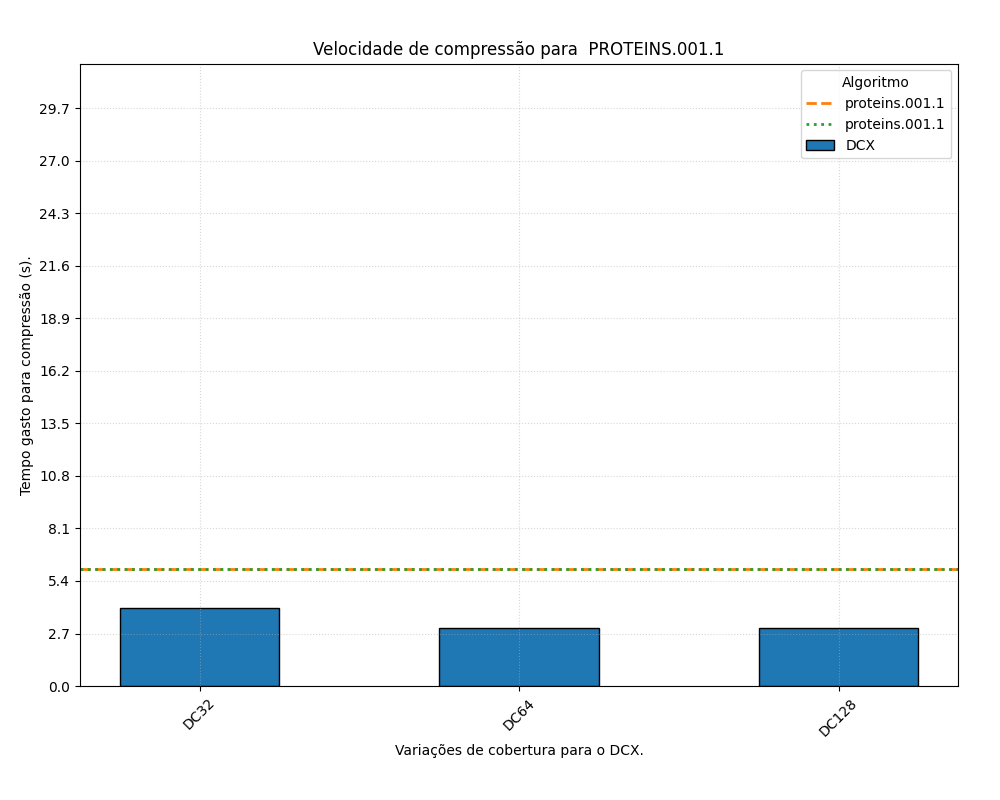 Velocidade de compressão para  PROTEINS.001.1
Algoritmo
proteins.001.1
proteins.001.1
DCX
Tempo gasto para compressão (s).
29.7
27.0
24.3
21.6
18.9
16.2
13.5
10.8
8.1
5.4
2.7
0.0
DC32
DC64
DC128
Variações de cobertura para o DCX.